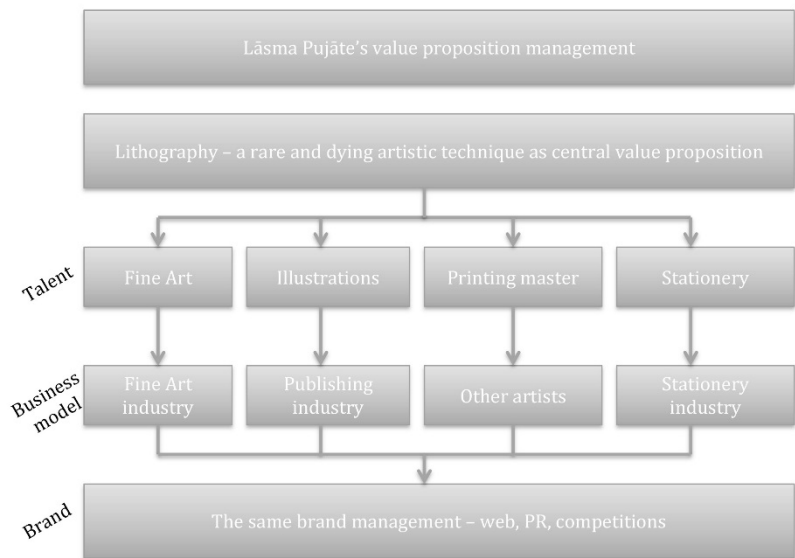 Lāsma Pujāte’s value proposition management
Lithography – a rare and dying artistic technique as central value proposition
Talent
Fine Art
Illustrations
Printing master
Stationery
Business
model
Fine Art
industry
Publishing
industry
Other artists
Stationery
industry
Brand
The same brand management – web, PR, competitions